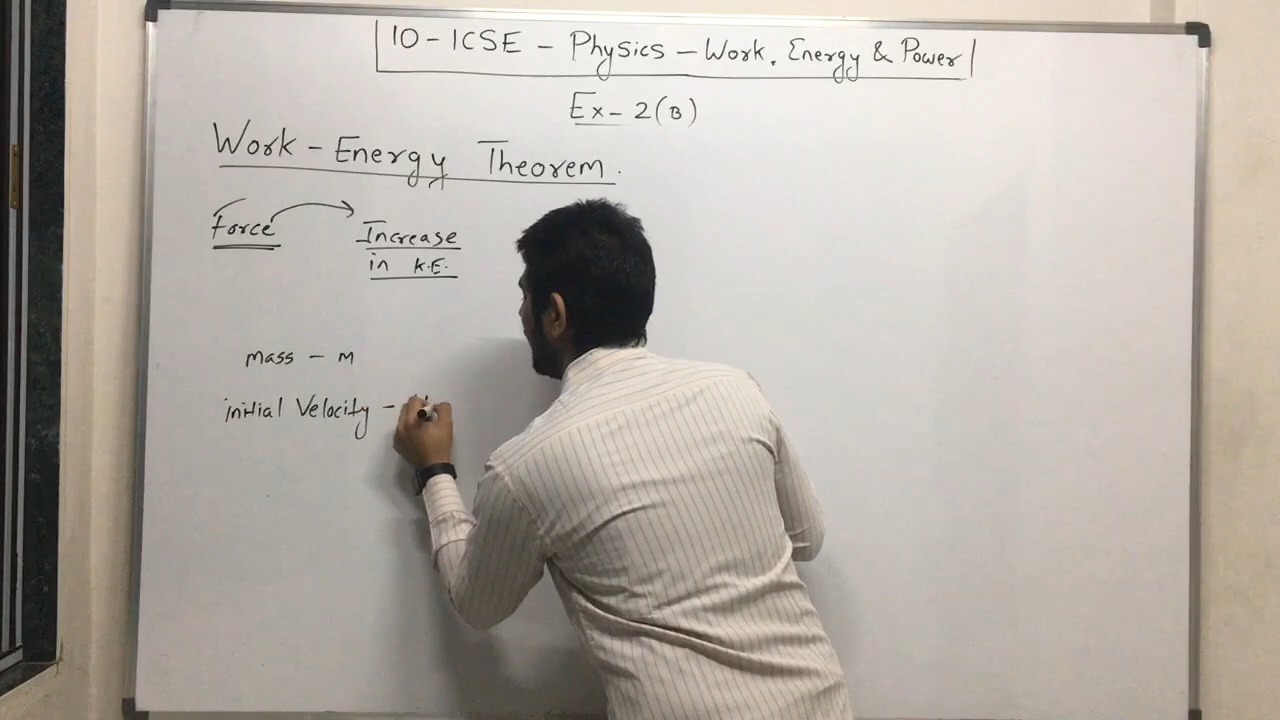 10 - ICSE - Physics - Work, Energy & Power
Ex - 2(B)
Work - Energy Theorem.
Force
Increase
in K.E.
mass - m
initial Velocity -